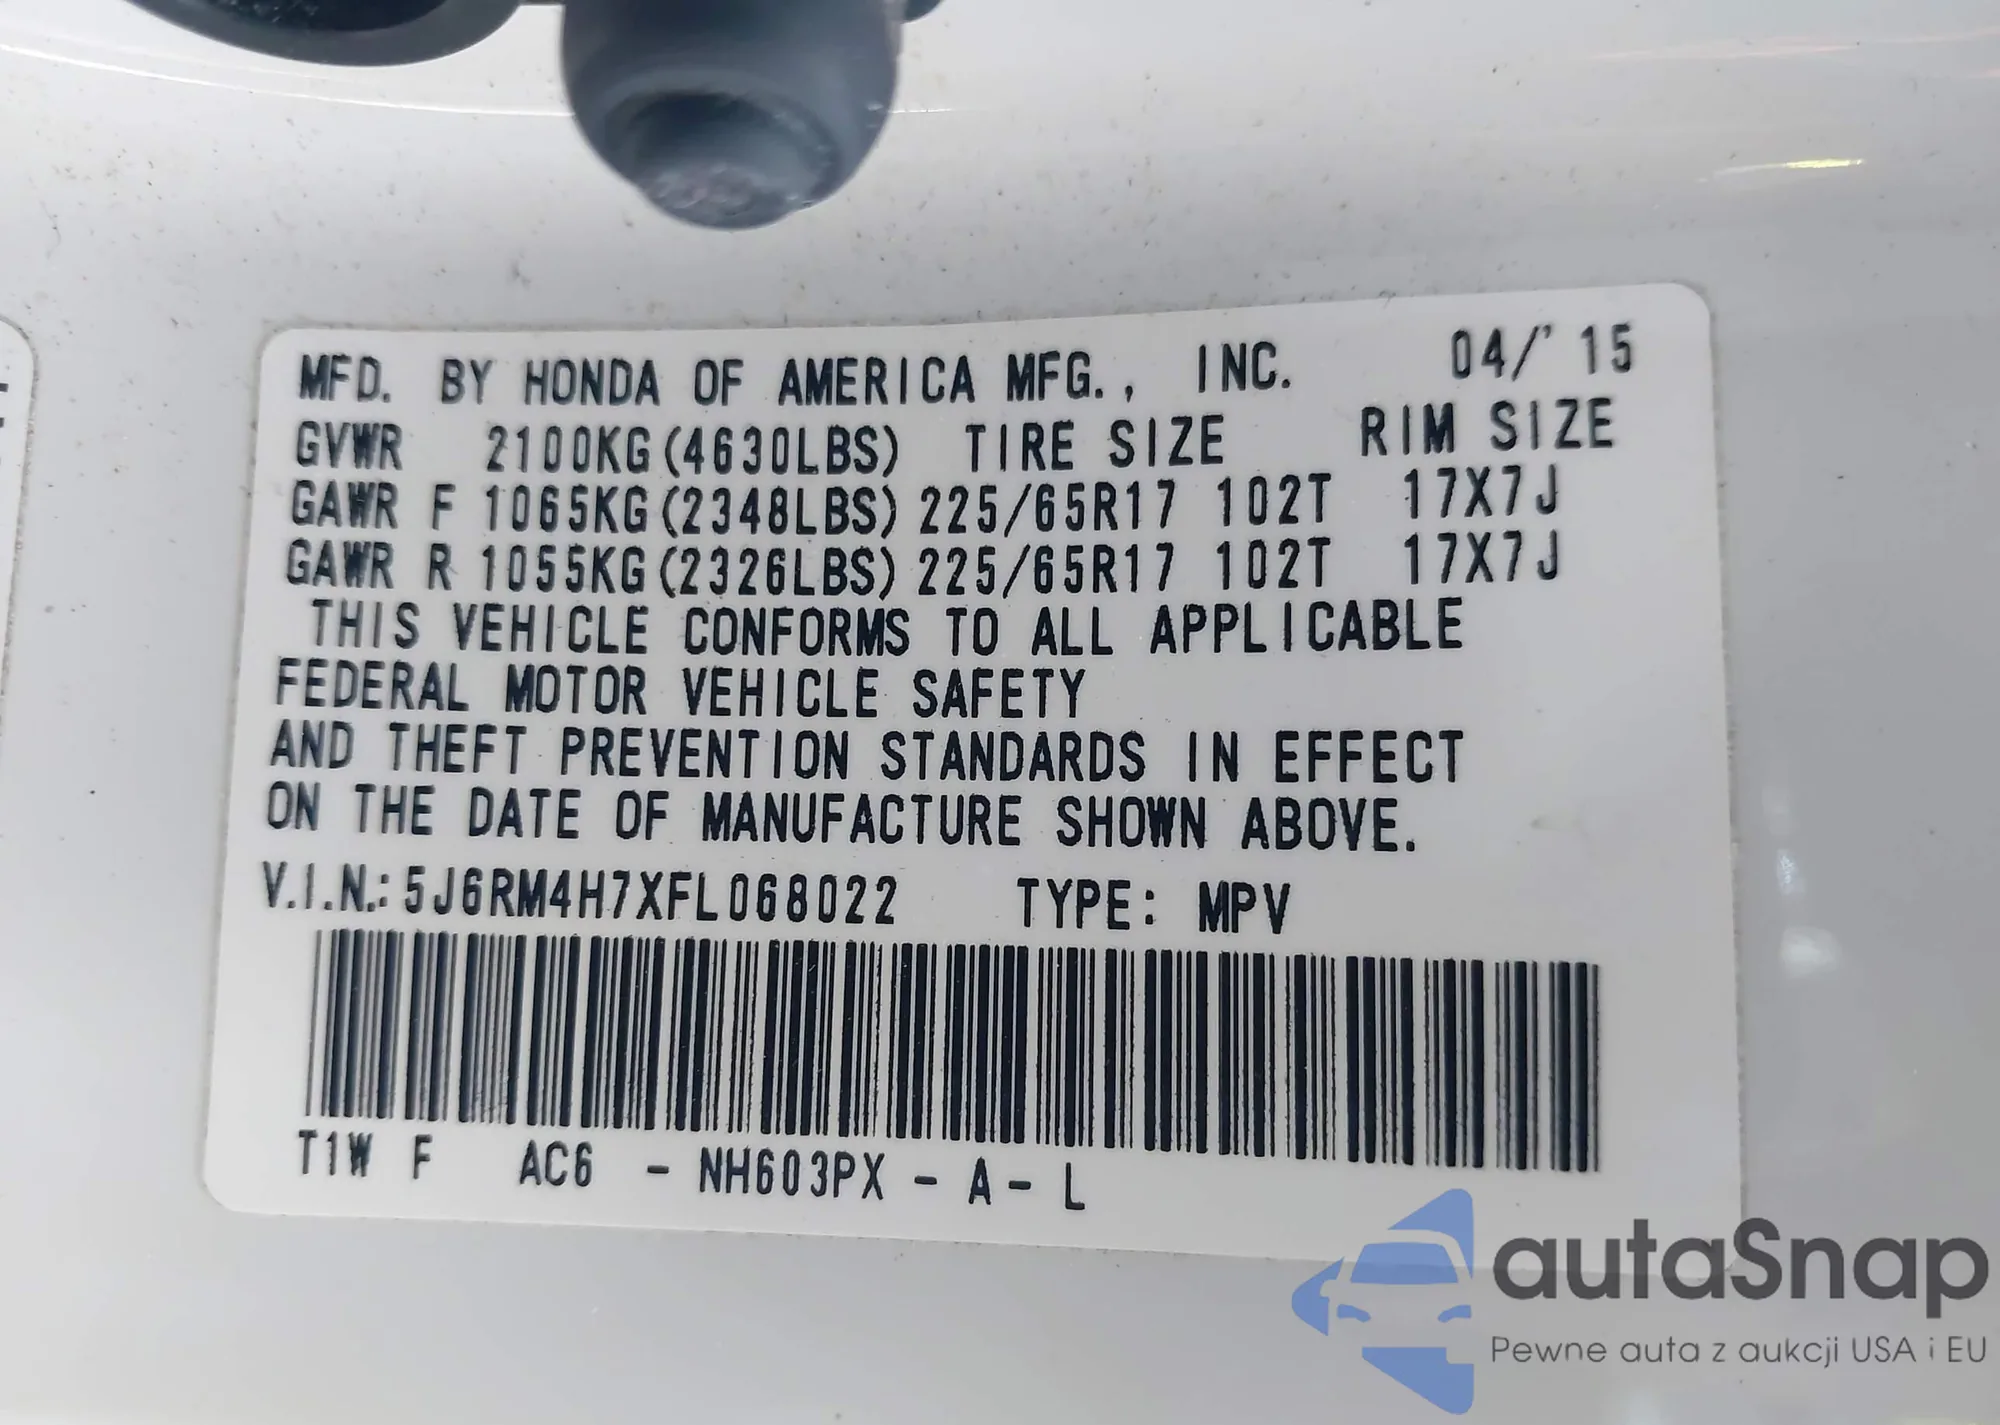 MFD. BY HONDA OF AMERICA MFG., INC. 04/'15
GVWR 2100KG(4630LBS) TIRE SIZE RIM SIZE
GAWR F 1065KG(2348LBS) 225/65R17 102T 17X7J
GAWR R 1055KG(2326LBS) 225/65R17 102T 17X7J
THIS VEHICLE CONFORMS TO ALL APPLICABLE
FEDERAL MOTOR VEHICLE SAFETY
AND THEFT PREVENTION STANDARDS IN EFFECT
ON THE DATE OF MANUFACTURE SHOWN ABOVE.
V.I.N.: 5J6RM4H7XFL068022 TYPE: MPV
T1W F AC6 - NH603PX - A - L
autaSnap
Pewne auta z aukcji USA i EU